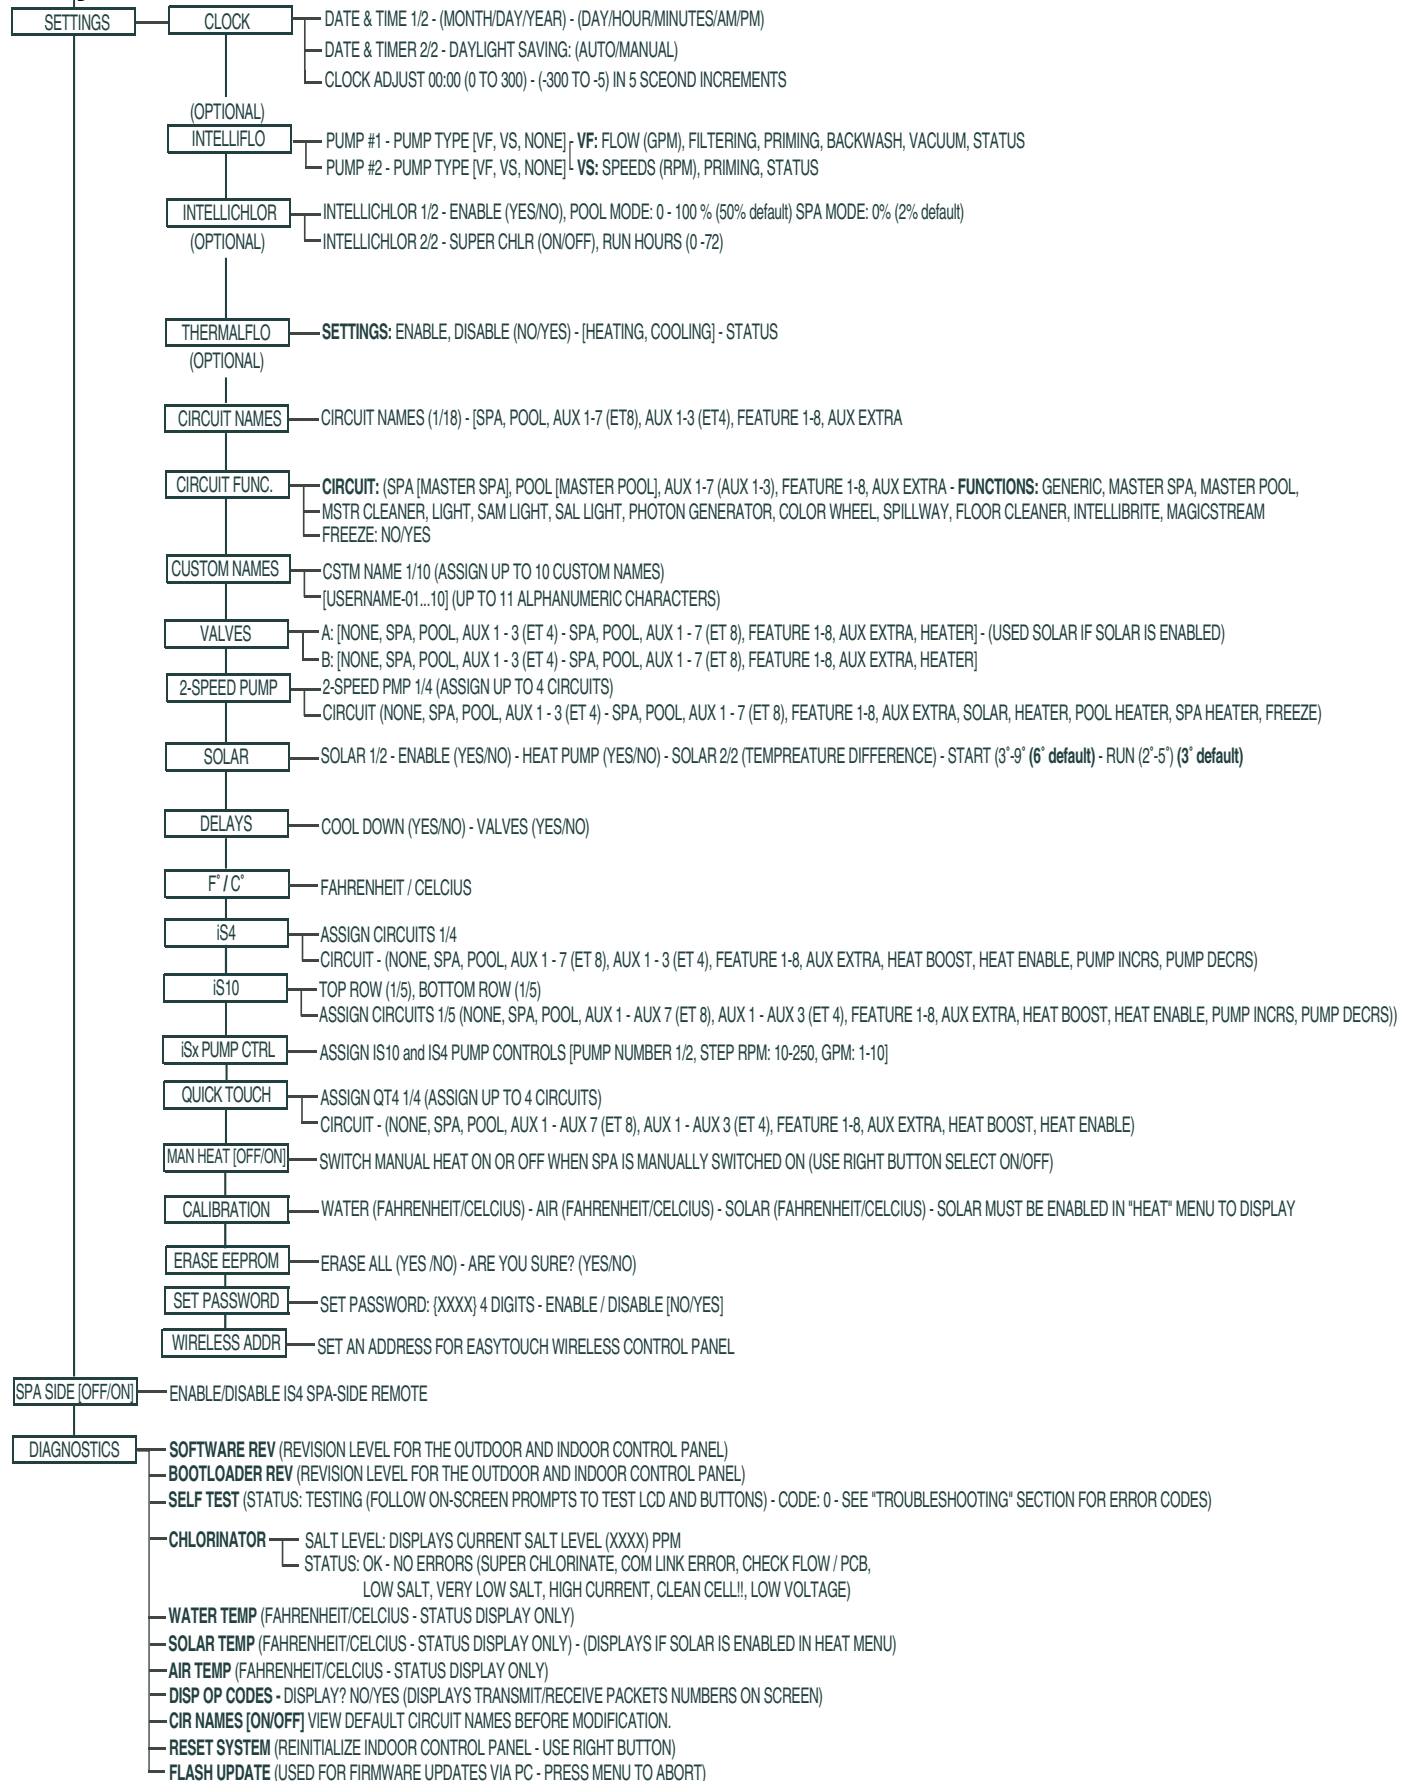 SETTINGS
CLOCK
DATE & TIME 1/2 - (MONTH/DAY/YEAR) - (DAY/HOUR/MINUTES/AM/PM)
DATE & TIMER 2/2 - DAYLIGHT SAVING: (AUTO/MANUAL)
CLOCK ADJUST 00:00 (0 TO 300) - (-300 TO -5) IN 5 SCEOND INCREMENTS
(OPTIONAL)
INTELLIFLO
PUMP #1 - PUMP TYPE [VF, VS, NONE] - VF: FLOW (GPM), FILTERING, PRIMING, BACKWASH, VACUUM, STATUS
PUMP #2 - PUMP TYPE [VF, VS, NONE] - VS: SPEEDS (RPM), PRIMING, STATUS
INTELLICHLOR
(OPTIONAL)
INTELLICHLOR 1/2 - ENABLE (YES/NO), POOL MODE: 0 - 100 % (50% default) SPA MODE: 0% (2% default)
INTELLICHLOR 2/2 - SUPER CHLR (ON/OFF), RUN HOURS (0 -72)
THERMALFLO
(OPTIONAL)
SETTINGS: ENABLE, DISABLE (NO/YES) - [HEATING, COOLING] - STATUS
CIRCUIT NAMES
CIRCUIT NAMES (1/18) - [SPA, POOL, AUX 1-7 (ET8), AUX 1-3 (ET4), FEATURE 1-8, AUX EXTRA
CIRCUIT FUNC.
CIRCUIT: (SPA [MASTER SPA], POOL [MASTER POOL], AUX 1-7 (AUX 1-3), FEATURE 1-8, AUX EXTRA - FUNCTIONS: GENERIC, MASTER SPA, MASTER POOL,
MSTR CLEANER, LIGHT, SAM LIGHT, SAL LIGHT, PHOTON GENERATOR, COLOR WHEEL, SPILLWAY, FLOOR CLEANER, INTELLIBRITE, MAGICSTREAM
FREEZE: NO/YES
CUSTOM NAMES
CSTM NAME 1/10 (ASSIGN UP TO 10 CUSTOM NAMES)
[USERNAME-01...10] (UP TO 11 ALPHANUMERIC CHARACTERS)
VALVES
A: [NONE, SPA, POOL, AUX 1 - 3 (ET 4) - SPA, POOL, AUX 1 - 7 (ET 8), FEATURE 1-8, AUX EXTRA, HEATER] - (USED SOLAR IF SOLAR IS ENABLED)
B: [NONE, SPA, POOL, AUX 1 - 3 (ET 4) - SPA, POOL, AUX 1 - 7 (ET 8), FEATURE 1-8, AUX EXTRA, HEATER]
2-SPEED PUMP
2-SPEED PMP 1/4 (ASSIGN UP TO 4 CIRCUITS)
CIRCUIT (NONE, SPA, POOL, AUX 1 - 3 (ET 4) - SPA, POOL, AUX 1 - 7 (ET 8), FEATURE 1-8, AUX EXTRA, SOLAR, HEATER, POOL HEATER, SPA HEATER, FREEZE)
SOLAR
SOLAR 1/2 - ENABLE (YES/NO) - HEAT PUMP (YES/NO) - SOLAR 2/2 (TEMPREATURE DIFFERENCE) - START (3˚-9˚ (6˚ default) - RUN (2˚-5˚) (3˚ default)
DELAYS
COOL DOWN (YES/NO) - VALVES (YES/NO)
F˚ / C˚
FAHRENHEIT / CELCIUS
iS4
ASSIGN CIRCUITS 1/4
CIRCUIT - (NONE, SPA, POOL, AUX 1 - 7 (ET 8), AUX 1 - 3 (ET 4), FEATURE 1-8, AUX EXTRA, HEAT BOOST, HEAT ENABLE, PUMP INCRS, PUMP DECRS)
iS10
TOP ROW (1/5), BOTTOM ROW (1/5)
ASSIGN CIRCUITS 1/5 (NONE, SPA, POOL, AUX 1 - AUX 7 (ET 8), AUX 1 - AUX 3 (ET 4), FEATURE 1-8, AUX EXTRA, HEAT BOOST, HEAT ENABLE, PUMP INCRS, PUMP DECRS))
iSx PUMP CTRL
ASSIGN IS10 and IS4 PUMP CONTROLS [PUMP NUMBER 1/2, STEP RPM: 10-250, GPM: 1-10]
QUICK TOUCH
ASSIGN QT4 1/4 (ASSIGN UP TO 4 CIRCUITS)
CIRCUIT - (NONE, SPA, POOL, AUX 1 - AUX 7 (ET 8), AUX 1 - AUX 3 (ET 4), FEATURE 1-8, AUX EXTRA, HEAT BOOST, HEAT ENABLE)
MAN HEAT [OFF/ON]
SWITCH MANUAL HEAT ON OR OFF WHEN SPA IS MANUALLY SWITCHED ON (USE RIGHT BUTTON SELECT ON/OFF)
CALIBRATION
WATER (FAHRENHEIT/CELCIUS) - AIR (FAHRENHEIT/CELCIUS) - SOLAR (FAHRENHEIT/CELCIUS) - SOLAR MUST BE ENABLED IN "HEAT" MENU TO DISPLAY
ERASE EEPROM
ERASE ALL (YES /NO) - ARE YOU SURE? (YES/NO)
SET PASSWORD
SET PASSWORD: {XXXX} 4 DIGITS - ENABLE / DISABLE [NO/YES]
WIRELESS ADDR
SET AN ADDRESS FOR EASYTOUCH WIRELESS CONTROL PANEL
SPA SIDE [OFF/ON]
ENABLE/DISABLE IS4 SPA-SIDE REMOTE
DIAGNOSTICS
SOFTWARE REV (REVISION LEVEL FOR THE OUTDOOR AND INDOOR CONTROL PANEL)
BOOTLOADER REV (REVISION LEVEL FOR THE OUTDOOR AND INDOOR CONTROL PANEL)
SELF TEST (STATUS: TESTING (FOLLOW ON-SCREEN PROMPTS TO TEST LCD AND BUTTONS) - CODE: 0 - SEE "TROUBLESHOOTING" SECTION FOR ERROR CODES)
CHLORINATOR
SALT LEVEL: DISPLAYS CURRENT SALT LEVEL (XXXX) PPM
STATUS: OK - NO ERRORS (SUPER CHLORINATE, COM LINK ERROR, CHECK FLOW / PCB,
LOW SALT, VERY LOW SALT, HIGH CURRENT, CLEAN CELL!!, LOW VOLTAGE)
WATER TEMP (FAHRENHEIT/CELCIUS - STATUS DISPLAY ONLY)
SOLAR TEMP (FAHRENHEIT/CELCIUS - STATUS DISPLAY ONLY) - (DISPLAYS IF SOLAR IS ENABLED IN HEAT MENU)
AIR TEMP (FAHRENHEIT/CELCIUS - STATUS DISPLAY ONLY)
DISP OP CODES - DISPLAY? NO/YES (DISPLAYS TRANSMIT/RECEIVE PACKETS NUMBERS ON SCREEN)
CIR NAMES [ON/OFF] VIEW DEFAULT CIRCUIT NAMES BEFORE MODIFICATION.
RESET SYSTEM (REINITIALIZE INDOOR CONTROL PANEL - USE RIGHT BUTTON)
FLASH UPDATE (USED FOR FIRMWARE UPDATES VIA PC - PRESS MENU TO ABORT)